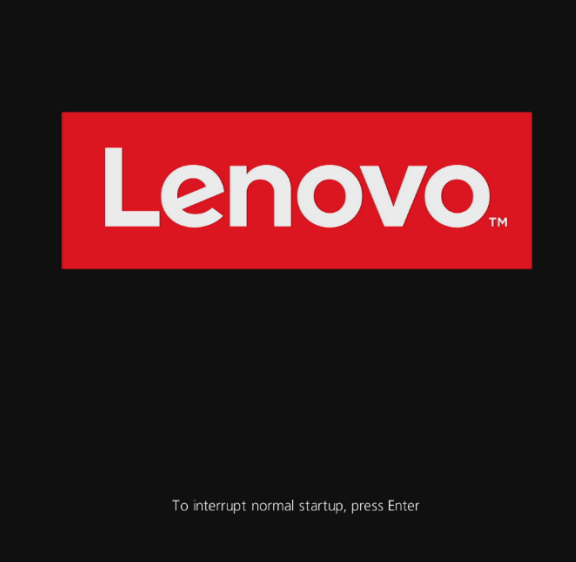 Lenovo™
To interrupt normal startup, press Enter